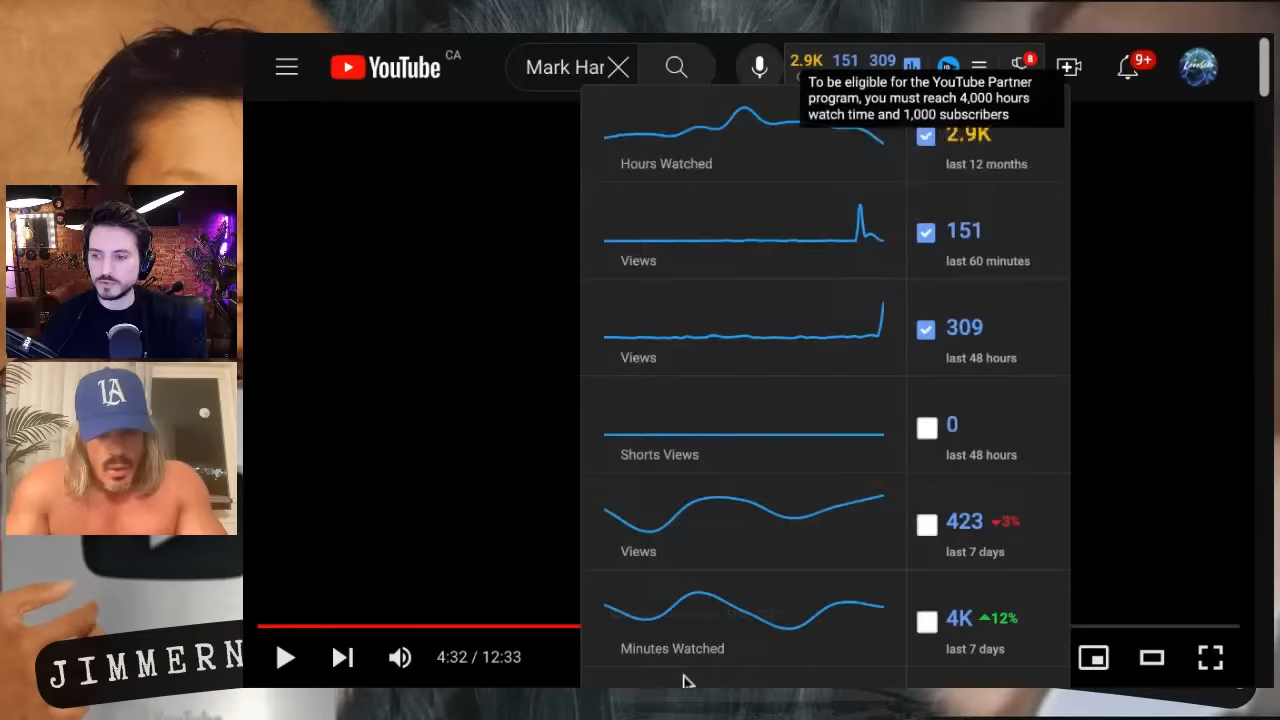 YouTube CA
Mark Har
2.9K 151 309
8
9+
To be eligible for the YouTube Partner
program, you must reach 4,000 hours
watch time and 1,000 subscribers
Hours Watched
2.9K
last 12 months
Views
151
last 60 minutes
Views
309
last 48 hours
Shorts Views
0
last 48 hours
Views
423 3%
last 7 days
Minutes Watched
4K 12%
last 7 days
4:32 / 12:33
LA
JIMMERN
YouTube